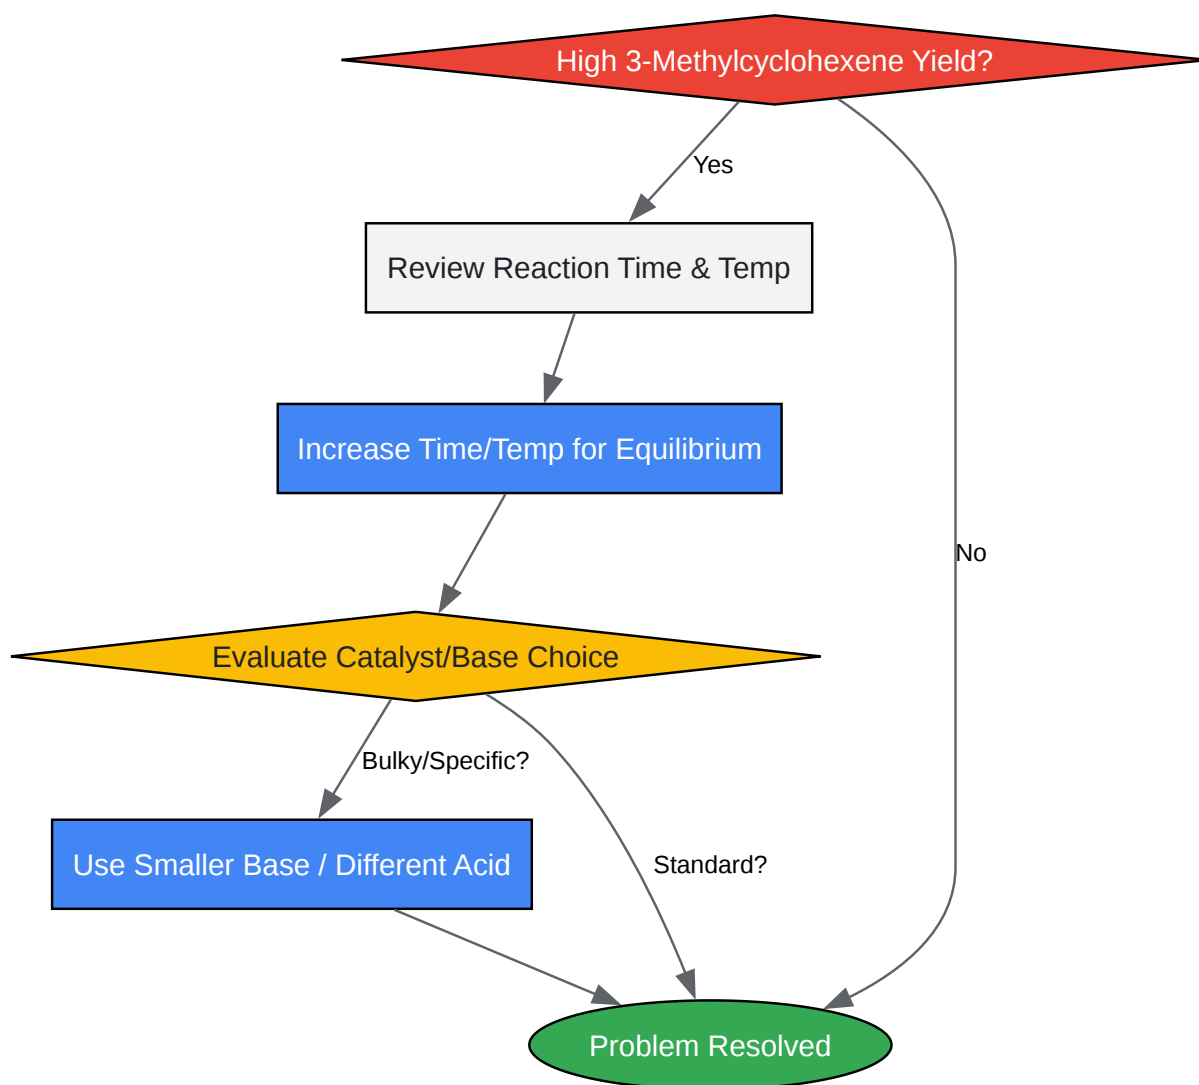 High 3-Methylcyclohexene Yield?
Yes
Review Reaction Time & Temp
Increase Time/Temp for Equilibrium
No
Evaluate Catalyst/Base Choice
Bulky/Specific?
Use Smaller Base / Different Acid
Standard?
Problem Resolved